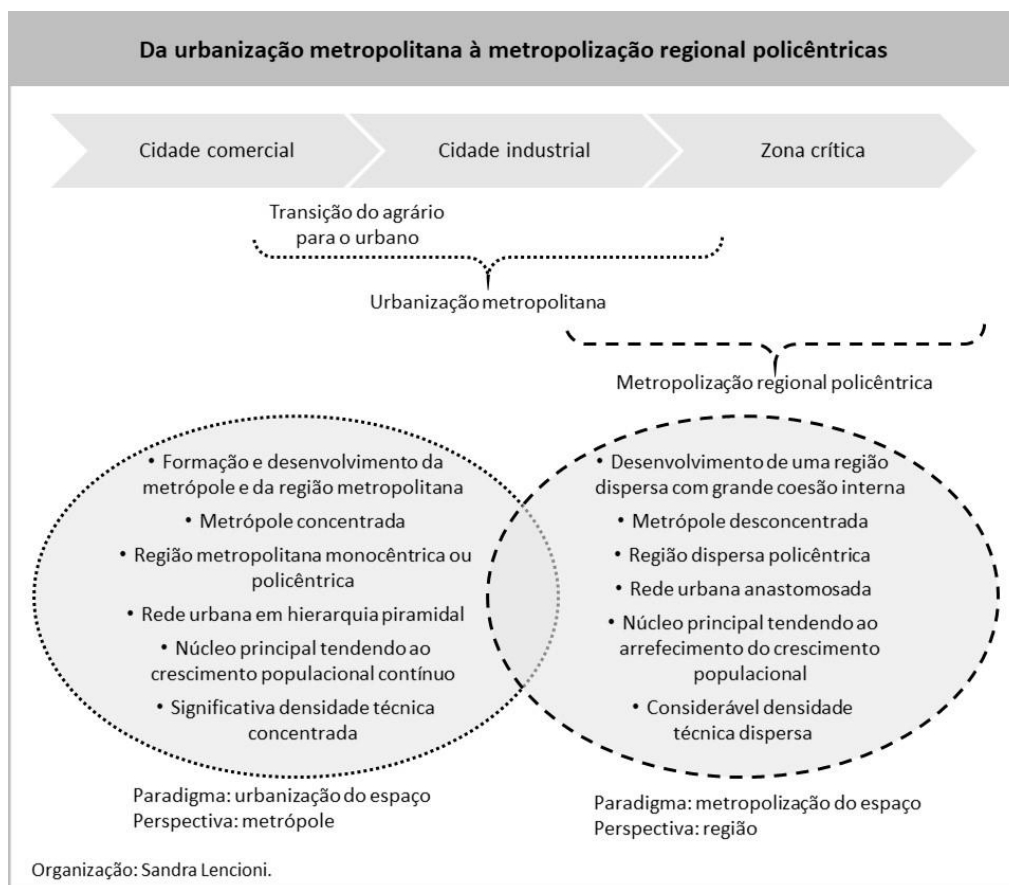 Da urbanização metropolitana à metropolização regional policêntricas
Cidade comercial
Cidade industrial
Zona crítica
Transição do agrário
para o urbano
Urbanização metropolitana
Metropolização regional policêntrica
• Formação e desenvolvimento da
metrópole e da região metropolitana
• Metrópole concentrada
• Região metropolitana monocêntrica ou
policêntrica
• Rede urbana em hierarquia piramidal
• Núcleo principal tendendo ao
crescimento populacional contínuo
• Significativa densidade técnica
concentrada
• Desenvolvimento de uma região
dispersa com grande coesão interna
• Metrópole desconcentrada
• Região dispersa policêntrica
• Rede urbana anastomosada
• Núcleo principal tendendo ao
arrefecimento do crescimento
populacional
• Considerável densidade
técnica dispersa
Paradigma: urbanização do espaço
Perspectiva: metrópole
Paradigma: metropolização do espaço
Perspectiva: região
Organização: Sandra Lencioni.